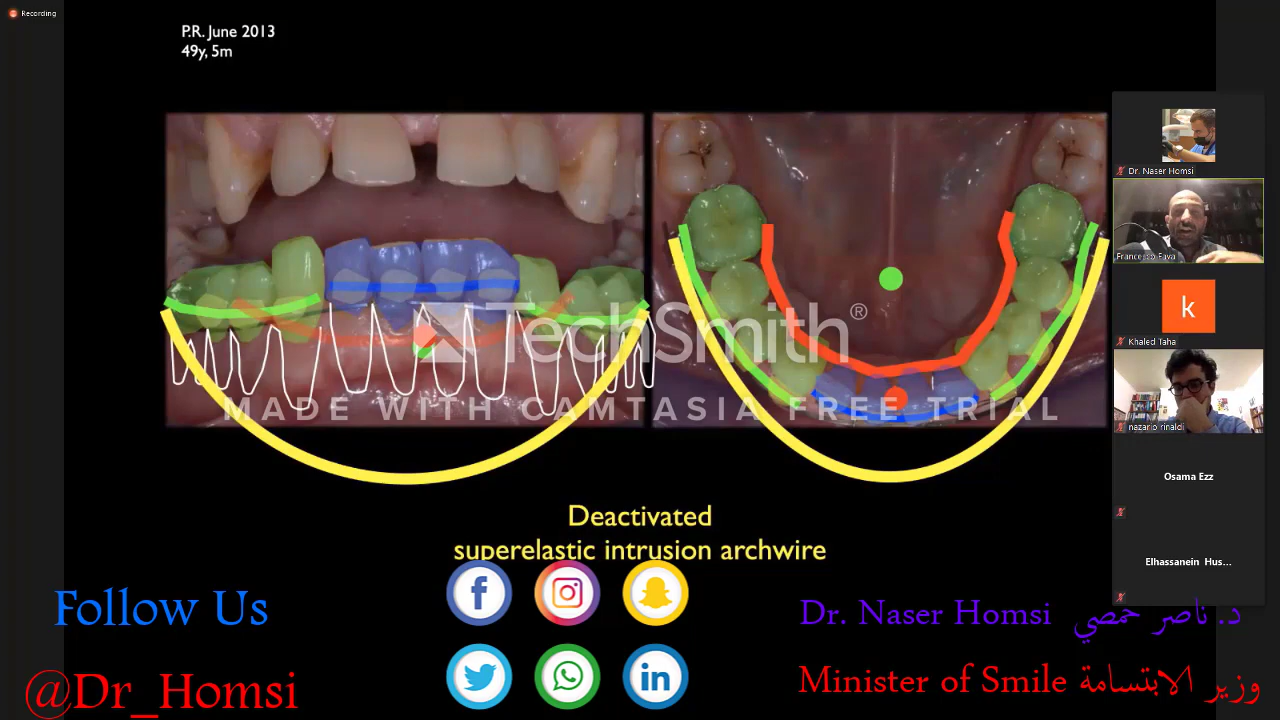 Recording
P.R. June 2013
49y, 5m
Dr. Naser Homsi
Francesco Fava
k
Khaled Taha
nazario rinaldi
Osama Ezz
Elhassanein Hus...
TechSmith®
MADE WITH CAMTASIA FREE TRIAL
Deactivated
superelastic intrusion archwire
Follow Us
@Dr_Homsi
f
in
Dr. Naser Homsi د. ناصر حمصي
Minister of Smile وزير الابتسامة